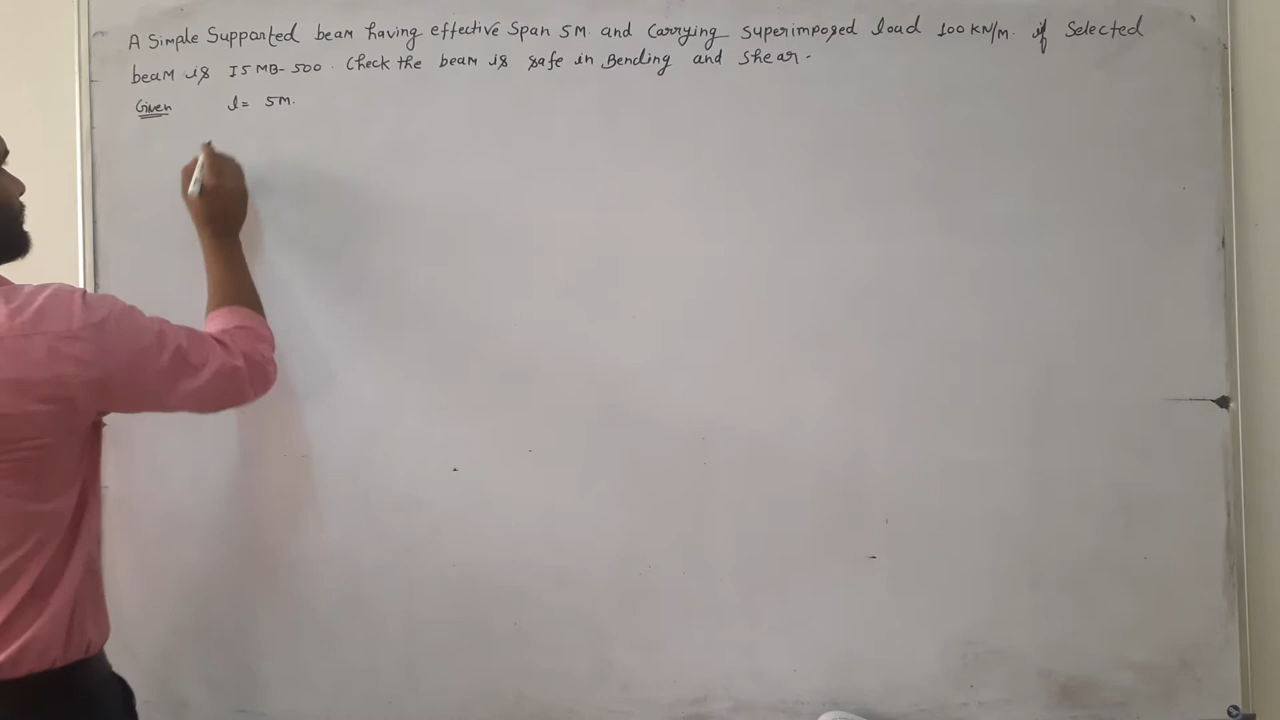 A Simple Supported beam having effective Span 5M. and Carrying superimposed load 100 KN/M. if Selected
beam is ISMB-500. Check the beam is safe in Bending and Shear.
Given l= 5M.